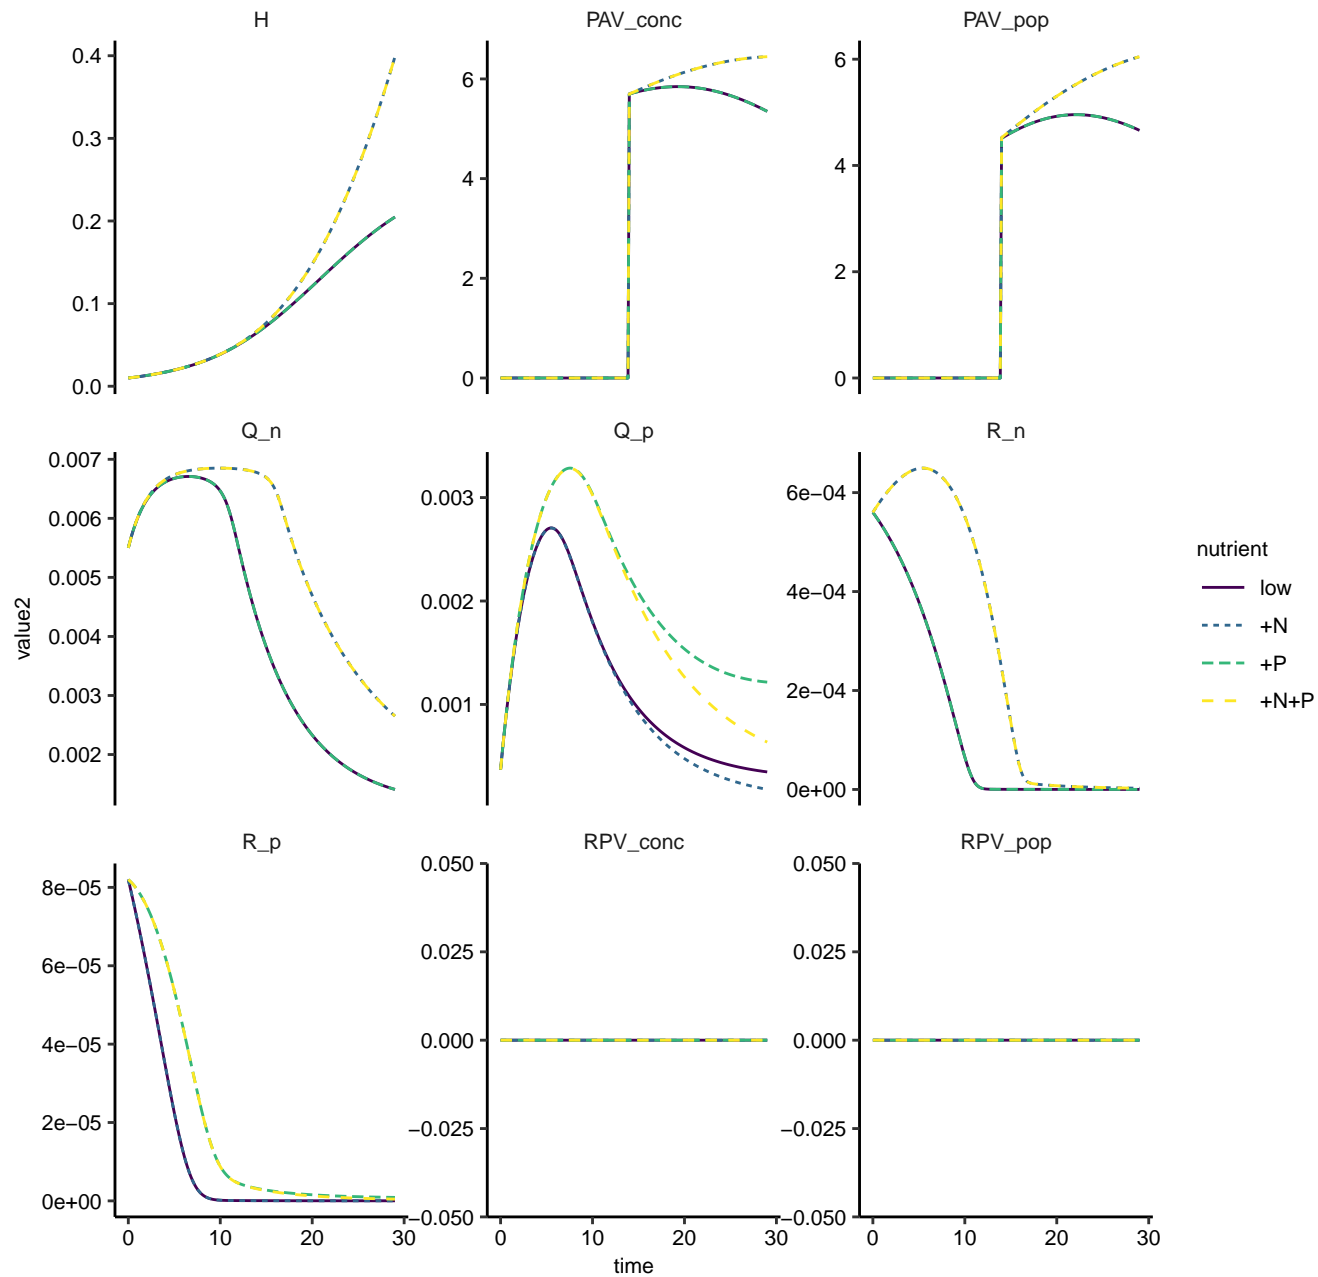 H PAV_conc PAV_pop
0.4
0.3
0.2
0.1
0.0
6
4
2
0
6
4
2
0
Q_n Q_p R_n
0.007
0.006
0.005
0.004
0.003
0.002
0.003
0.002
0.001
6e−04
4e−04
2e−04
0e+00
R_p RPV_conc RPV_pop
8e−05
6e−05
4e−05
2e−05
0e+00
0.050
0.025
0.000
−0.025
−0.050
0.050
0.025
0.000
−0.025
−0.050
0 10 20 30
0 10 20 30
0 10 20 30
time
value2
nutrient
low
+N
+P
+N+P